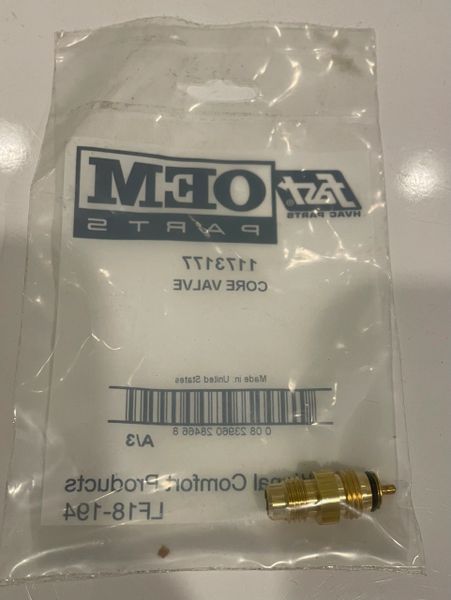 fast®
HVAC PARTS
OEM
PARTS
1173177
CORE VALVE
Made in: United States
0 08 23960 28466 8
A/3
Comfort Products
LF18-194